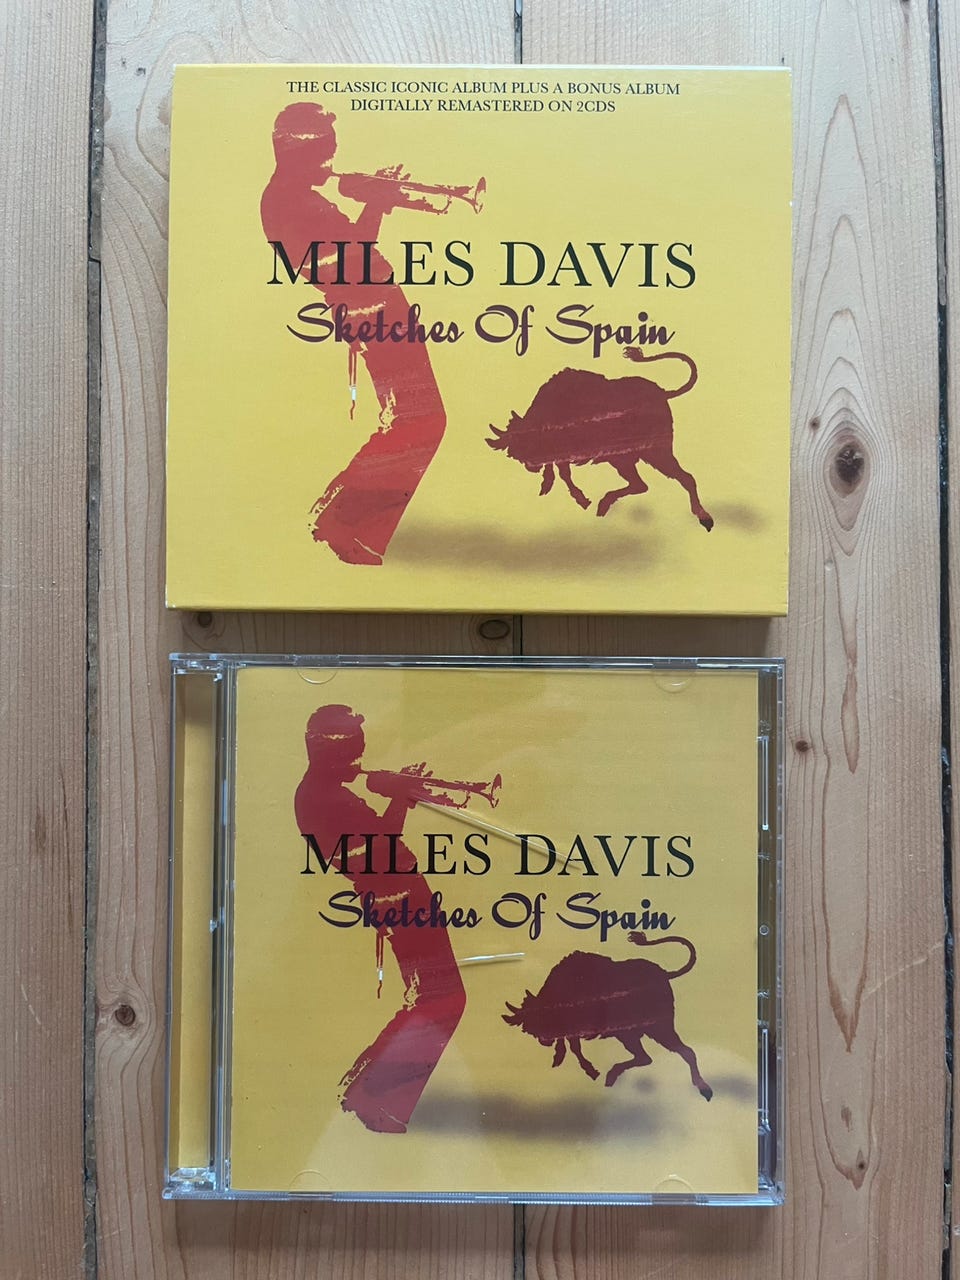 THE CLASSIC ICONIC ALBUM PLUS A BONUS ALBUM
DIGITALLY REMASTERED ON 2CDS
MILES DAVIS
Sketches Of Spain
MILES DAVIS
Sketches Of Spain